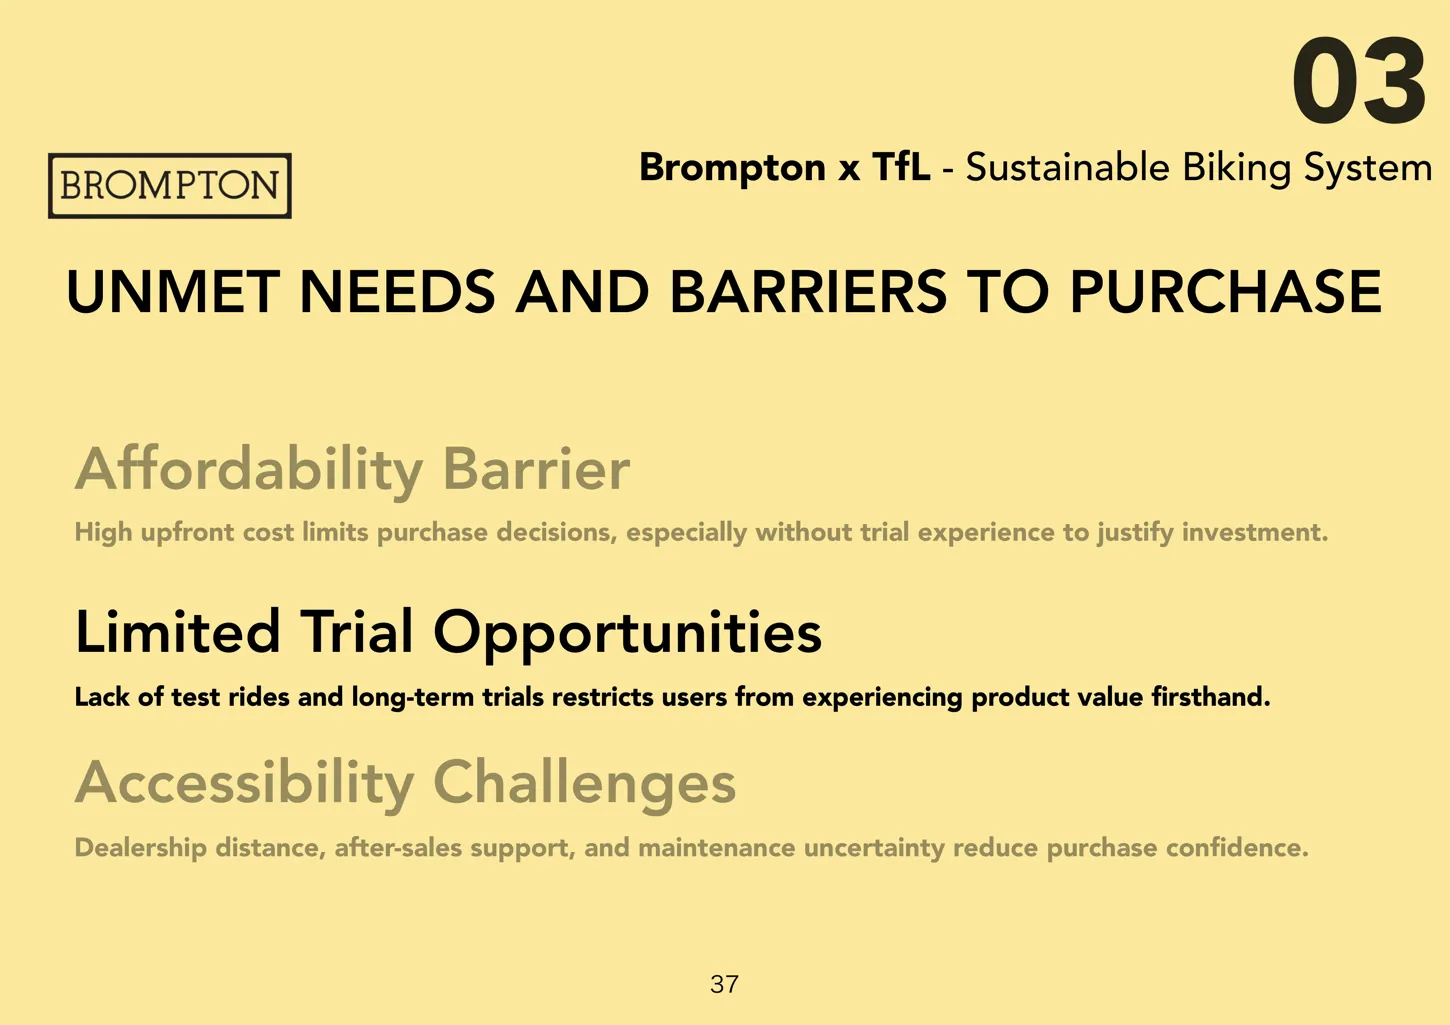 03
Brompton x TfL - Sustainable Biking System
BROMPTON
UNMET NEEDS AND BARRIERS TO PURCHASE
Affordability Barrier
High upfront cost limits purchase decisions, especially without trial experience to justify investment.
Limited Trial Opportunities
Lack of test rides and long-term trials restricts users from experiencing product value firsthand.
Accessibility Challenges
Dealership distance, after-sales support, and maintenance uncertainty reduce purchase confidence.
37